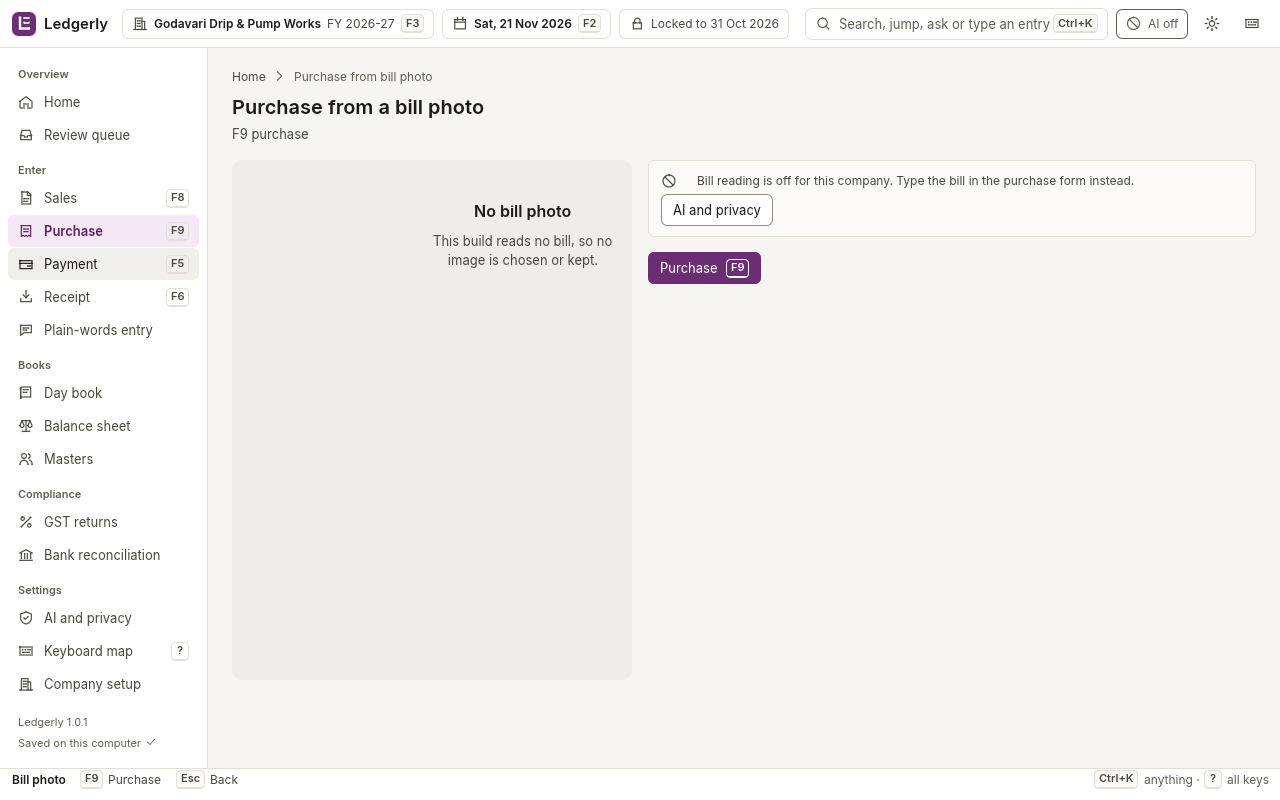 Ledgerly
Godavari Drip & Pump Works FY 2026-27 F3
Sat, 21 Nov 2026 F2
Locked to 31 Oct 2026
Search, jump, ask or type an entry Ctrl+K
AI off
Overview
Home
Review queue
Enter
Sales F8
Purchase F9
Payment F5
Receipt F6
Plain-words entry
Books
Day book
Balance sheet
Masters
Compliance
GST returns
Bank reconciliation
Settings
AI and privacy
Keyboard map ?
Company setup
Ledgerly 1.0.1
Saved on this computer
Home Purchase from bill photo
Purchase from a bill photo
F9 purchase
No bill photo
This build reads no bill, so no
image is chosen or kept.
Bill reading is off for this company. Type the bill in the purchase form instead.
AI and privacy
Purchase F9
Bill photo F9 Purchase Esc Back
Ctrl+K anything · ? all keys